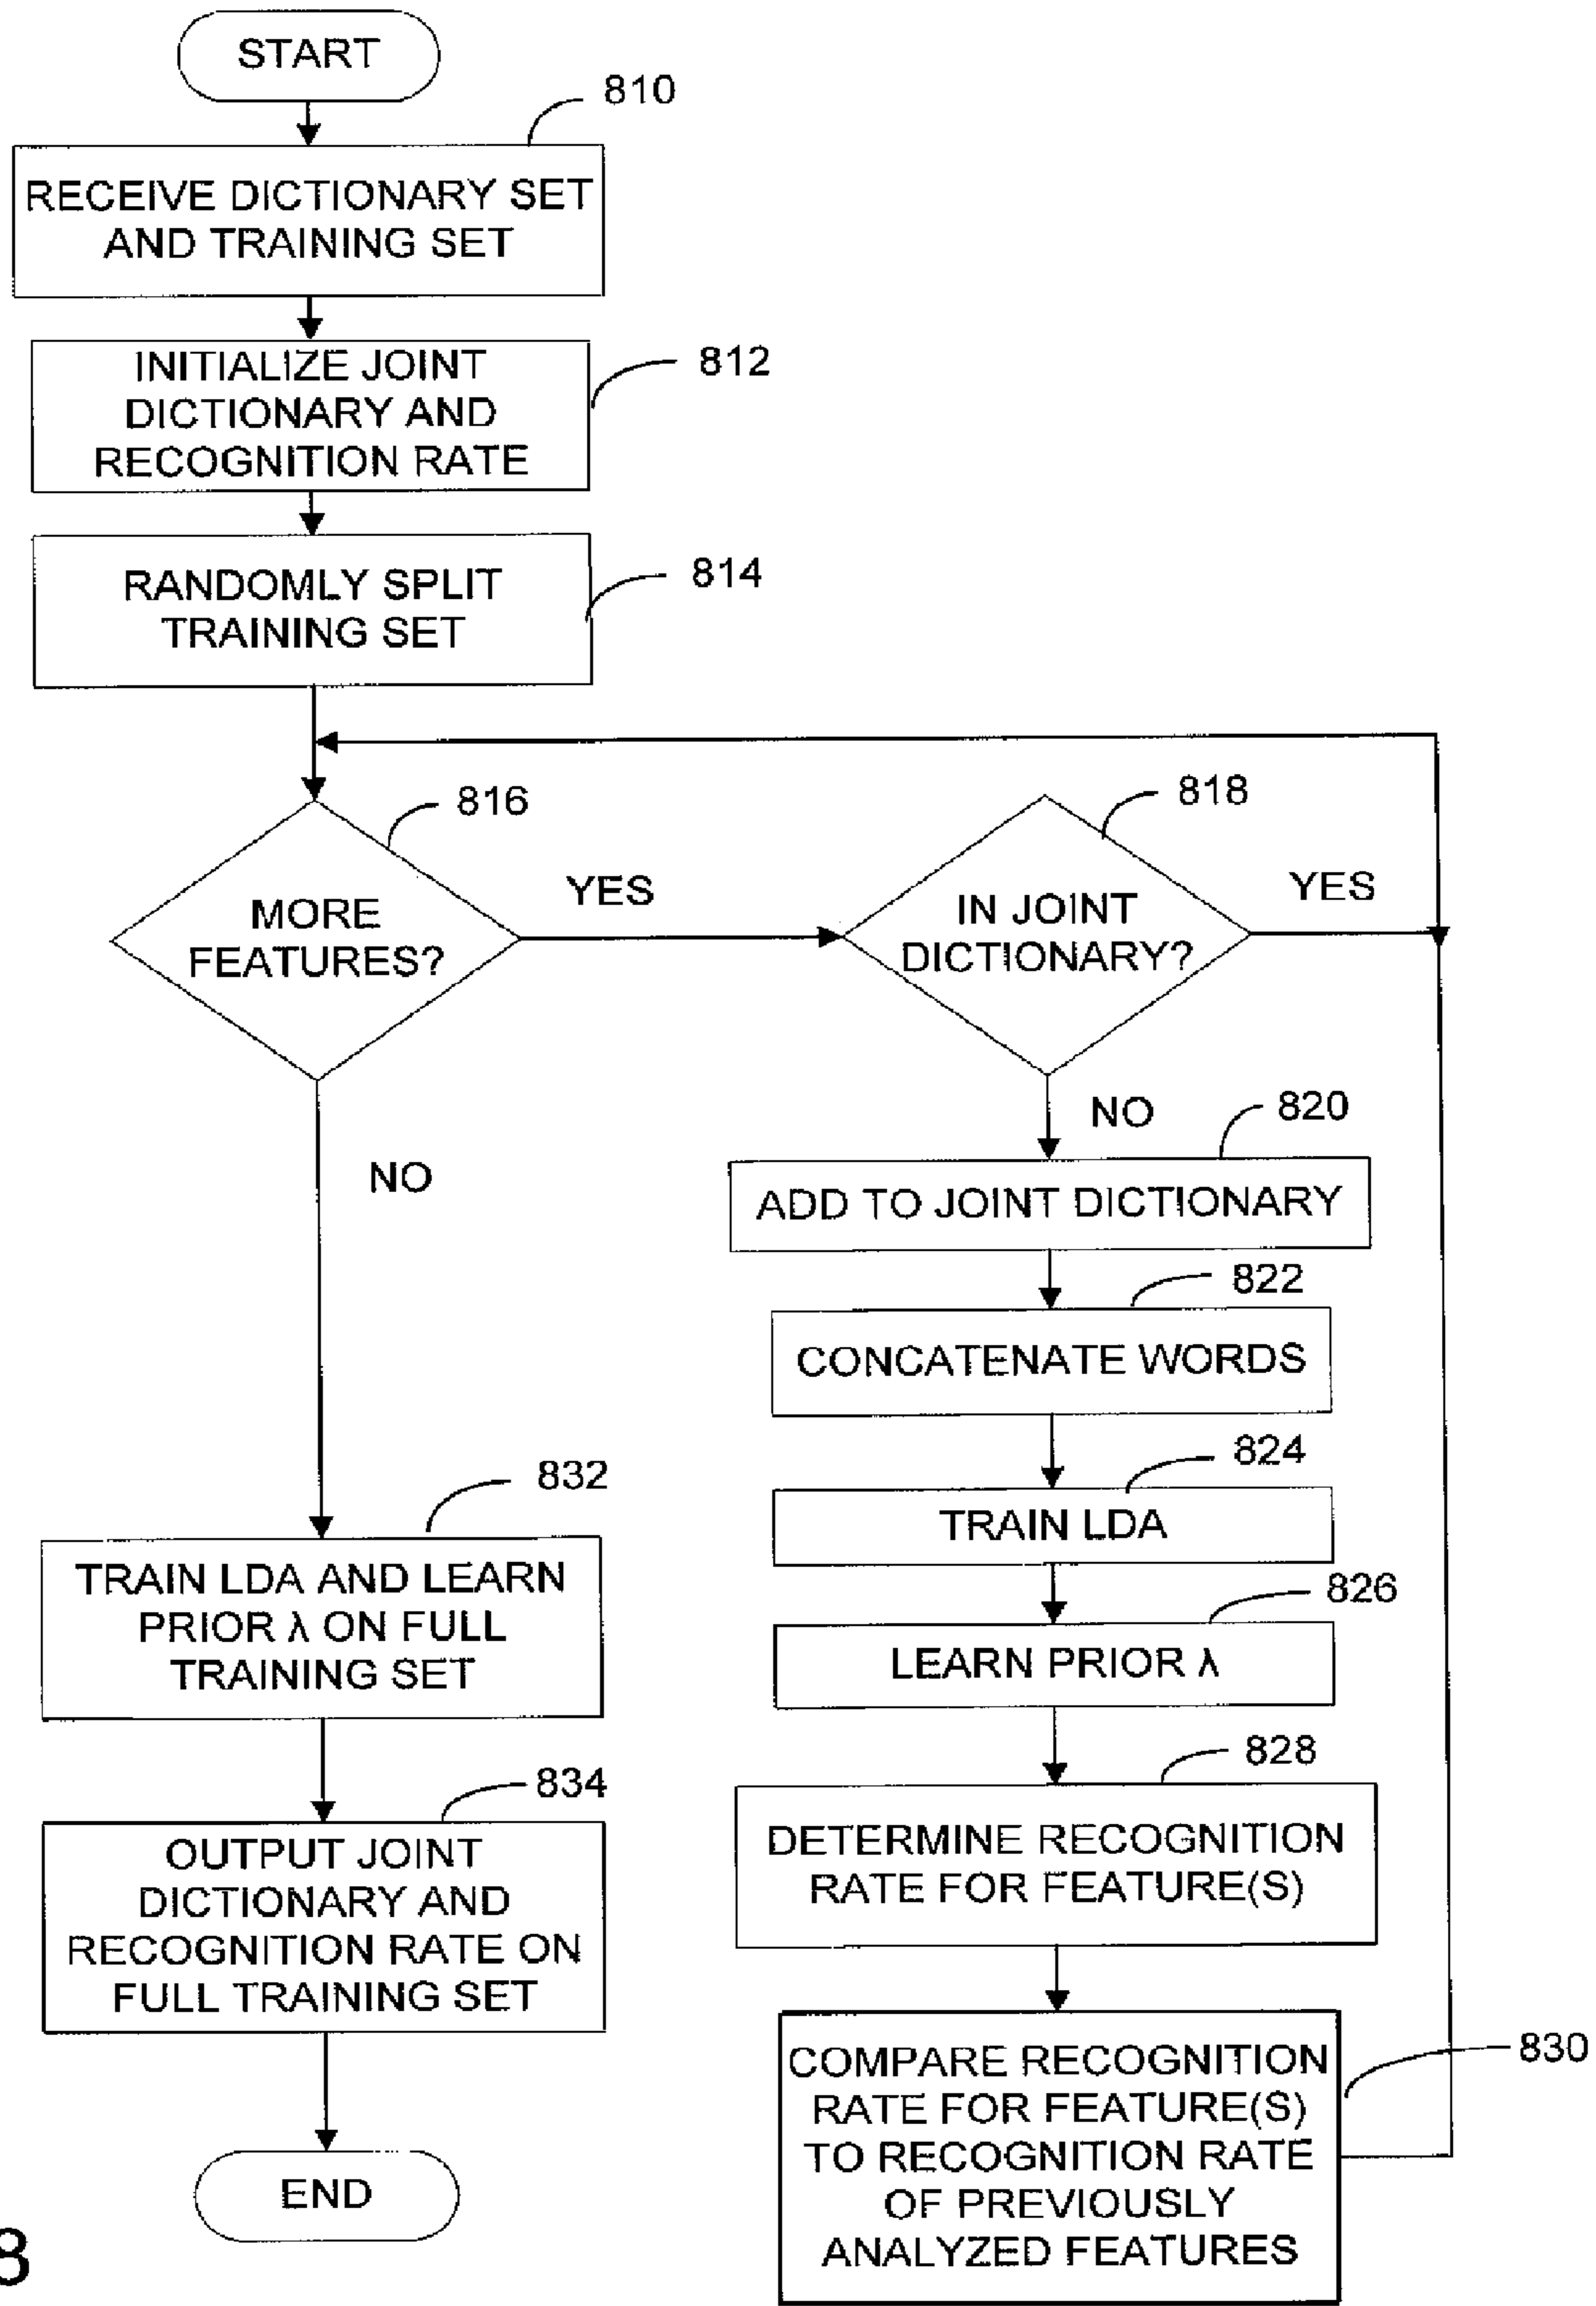 START
810
RECEIVE DICTIONARY SET
AND TRAINING SET
INITIALIZE JOINT
DICTIONARY AND
RECOGNITION RATE
812
RANDOMLY SPLIT
TRAINING SET
814
816
MORE
FEATURES?
YES
818
IN JOINT
DICTIONARY?
YES
NO
NO
820
ADD TO JOINT DICTIONARY
822
CONCATENATE WORDS
824
TRAIN LDA
826
LEARN PRIOR λ
828
DETERMINE RECOGNITION
RATE FOR FEATURE(S)
830
COMPARE RECOGNITION
RATE FOR FEATURE(S)
TO RECOGNITION RATE
OF PREVIOUSLY
ANALYZED FEATURES
832
TRAIN LDA AND LEARN
PRIOR λ ON FULL
TRAINING SET
834
OUTPUT JOINT
DICTIONARY AND
RECOGNITION RATE ON
FULL TRAINING SET
END
8